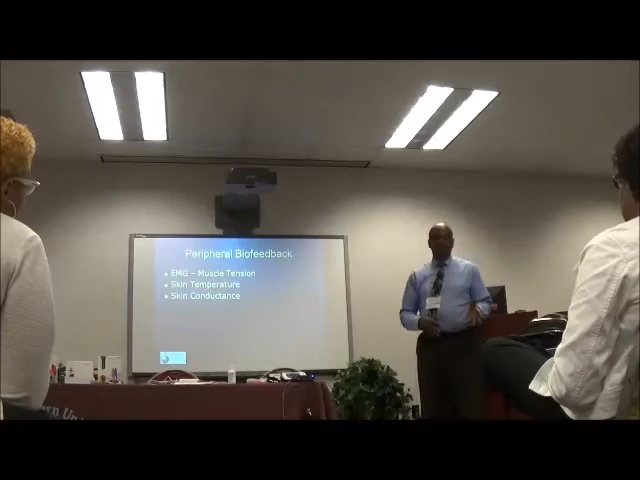 Peripheral Biofeedback
EMG – Muscle Tension
Skin Temperature
Skin Conductance